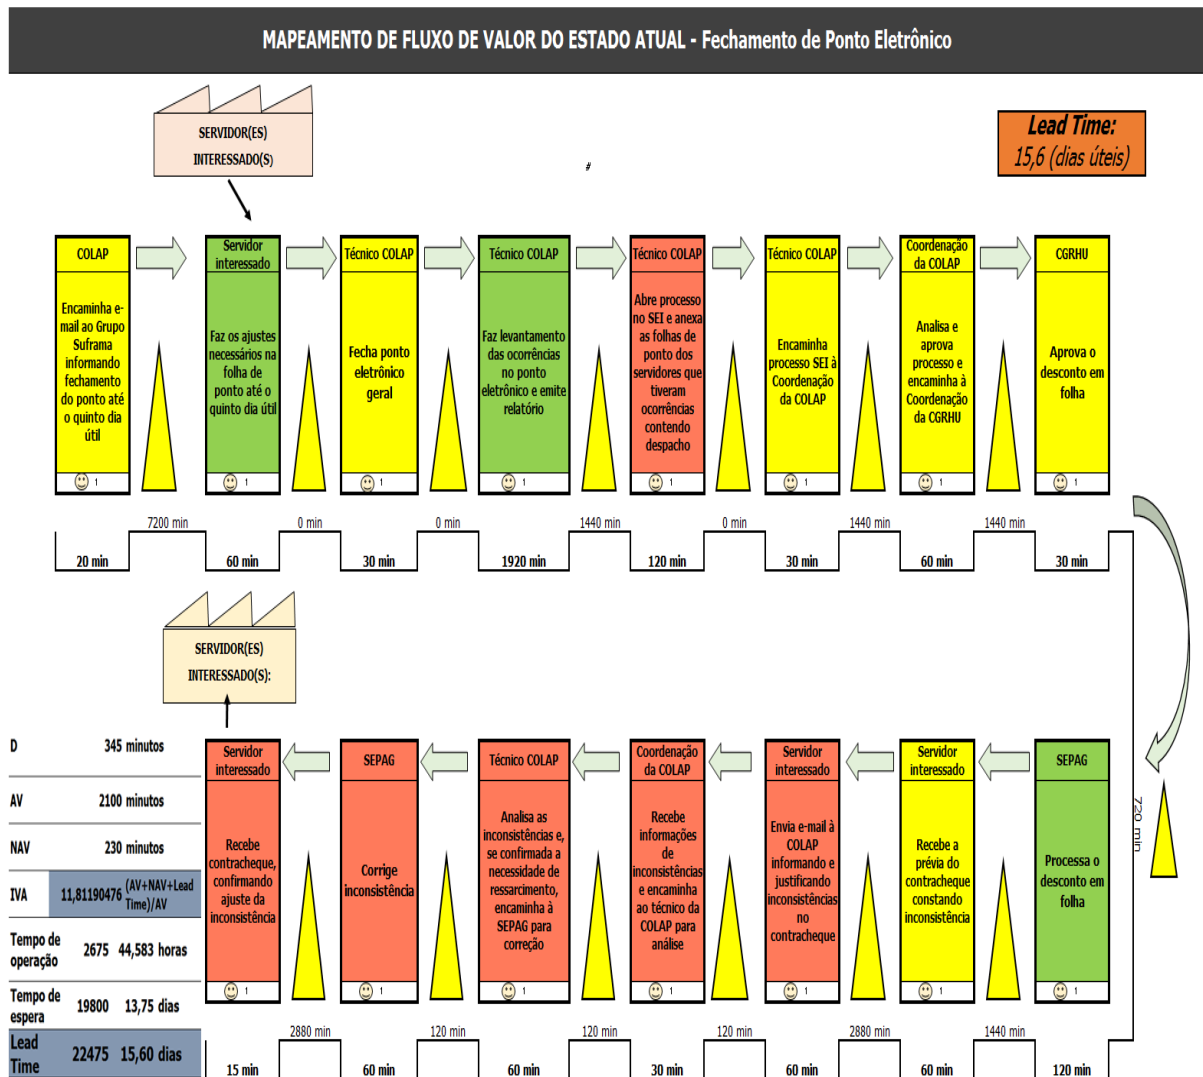 MAPEAMENTO DE FLUXO DE VALOR DO ESTADO ATUAL - Fechamento de Ponto Eletrônico
SERVIDOR(ES)
INTERESSADO(S)
#
Lead Time:
15,6 (dias úteis)
COLAP
Encaminha e-
mail ao Grupo
Suframa
informando
fechamento
do ponto até
o quinto dia
útil
1
Servidor
interessado
Faz os ajustes
necessários na
folha de
ponto até o
quinto dia útil
1
Técnico COLAP
Fecha ponto
eletrônico
geral
1
Técnico COLAP
Faz levantamento
das ocorrências
no ponto
eletrônico e emite
relatório
1
Técnico COLAP
Abre processo
no SEI e anexa
as folhas de
ponto dos
servidores que
tiveram
ocorrências
contendo
despacho
1
Técnico COLAP
Encaminha
processo SEI à
Coordenação
da COLAP
1
Coordenação
da COLAP
Analisa e
aprova
processo e
encaminha à
Coordenação
da CGRHU
1
CGRHU
Aprova o
desconto em
folha
1
7200 min
0 min
0 min
1440 min
0 min
1440 min
1440 min
20 min
60 min
30 min
1920 min
120 min
30 min
60 min
30 min
720 min
SERVIDOR(ES)
INTERESSADO(S):
D 345 minutos
AV 2100 minutos
NAV 230 minutos
IVA 11,81190476 (AV+NAV+Lead
Time)/AV
Tempo de
operação 2675 44,583 horas
Tempo de
espera 19800 13,75 dias
Lead
Time 22475 15,60 dias
Servidor
interessado
Recebe
contracheque,
confirmando
ajuste da
inconsistência
1
SEPAG
Corrige
inconsistência
1
Técnico COLAP
Analisa as
inconsistências e,
se confirmada a
necessidade de
ressarcimento,
encaminha à
SEPAG para
correção
1
Coordenação
da COLAP
Recebe
informações
de
inconsistências
e encaminha
ao técnico da
COLAP para
análise
1
Servidor
interessado
Envia e-mail à
COLAP
informando e
justificando
inconsistências
no
contracheque
1
Servidor
interessado
Recebe a
prévia do
contracheque
constando
inconsistência
1
SEPAG
Processa o
desconto em
folha
1
2880 min
120 min
120 min
120 min
2880 min
1440 min
15 min
60 min
60 min
30 min
60 min
60 min
120 min